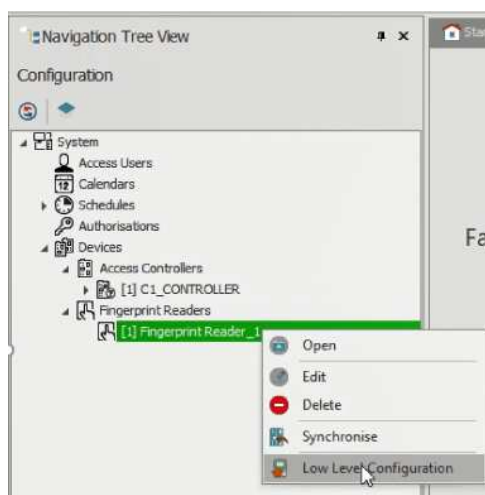 Navigation Tree View
Configuration
System
Access Users
12 Calendars
Schedules
Authorisations
Devices
Access Controllers
[1] C1_CONTROLLER
Fingerprint Readers
[1] Fingerprint Reader_1
Open
Edit
Delete
Synchronise
Low Level Configuration